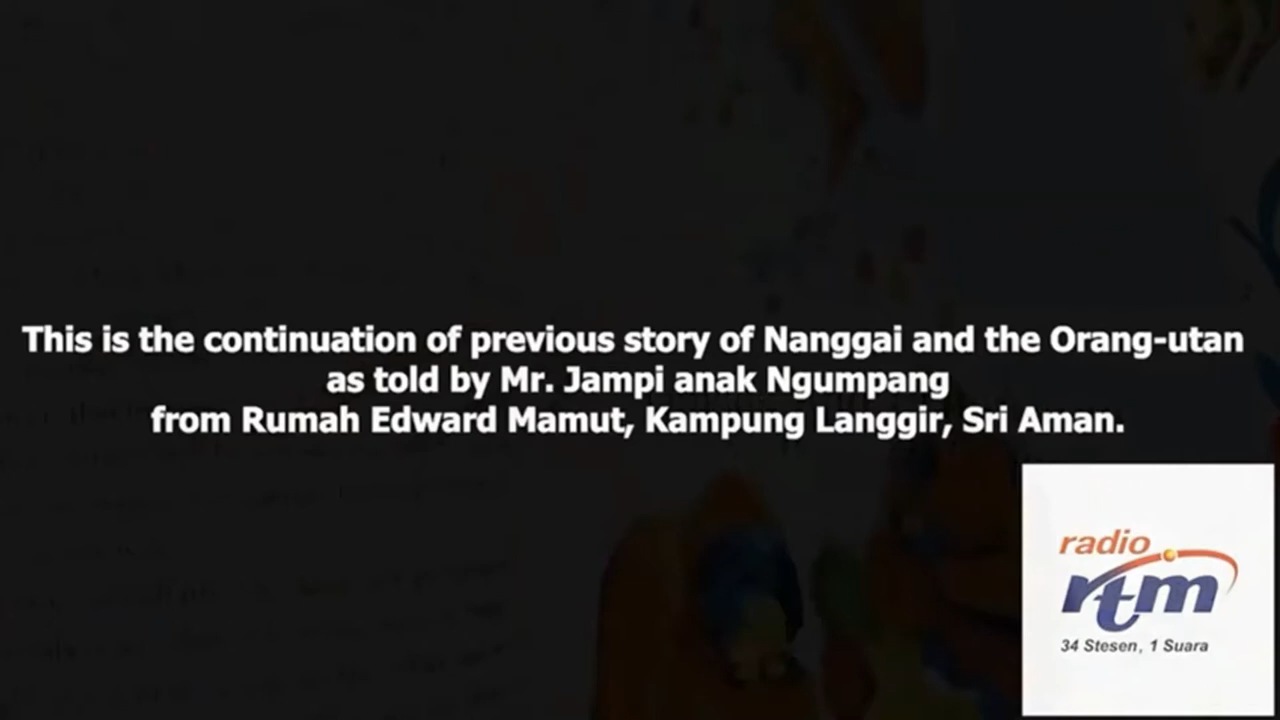 This is the continuation of previous story of Nanggai and the Orang-utan
as told by Mr. Jampi anak Ngumpang
from Rumah Edward Mamut, Kampung Langgir, Sri Aman.
radio
rtm
34 Stesen, 1 Suara